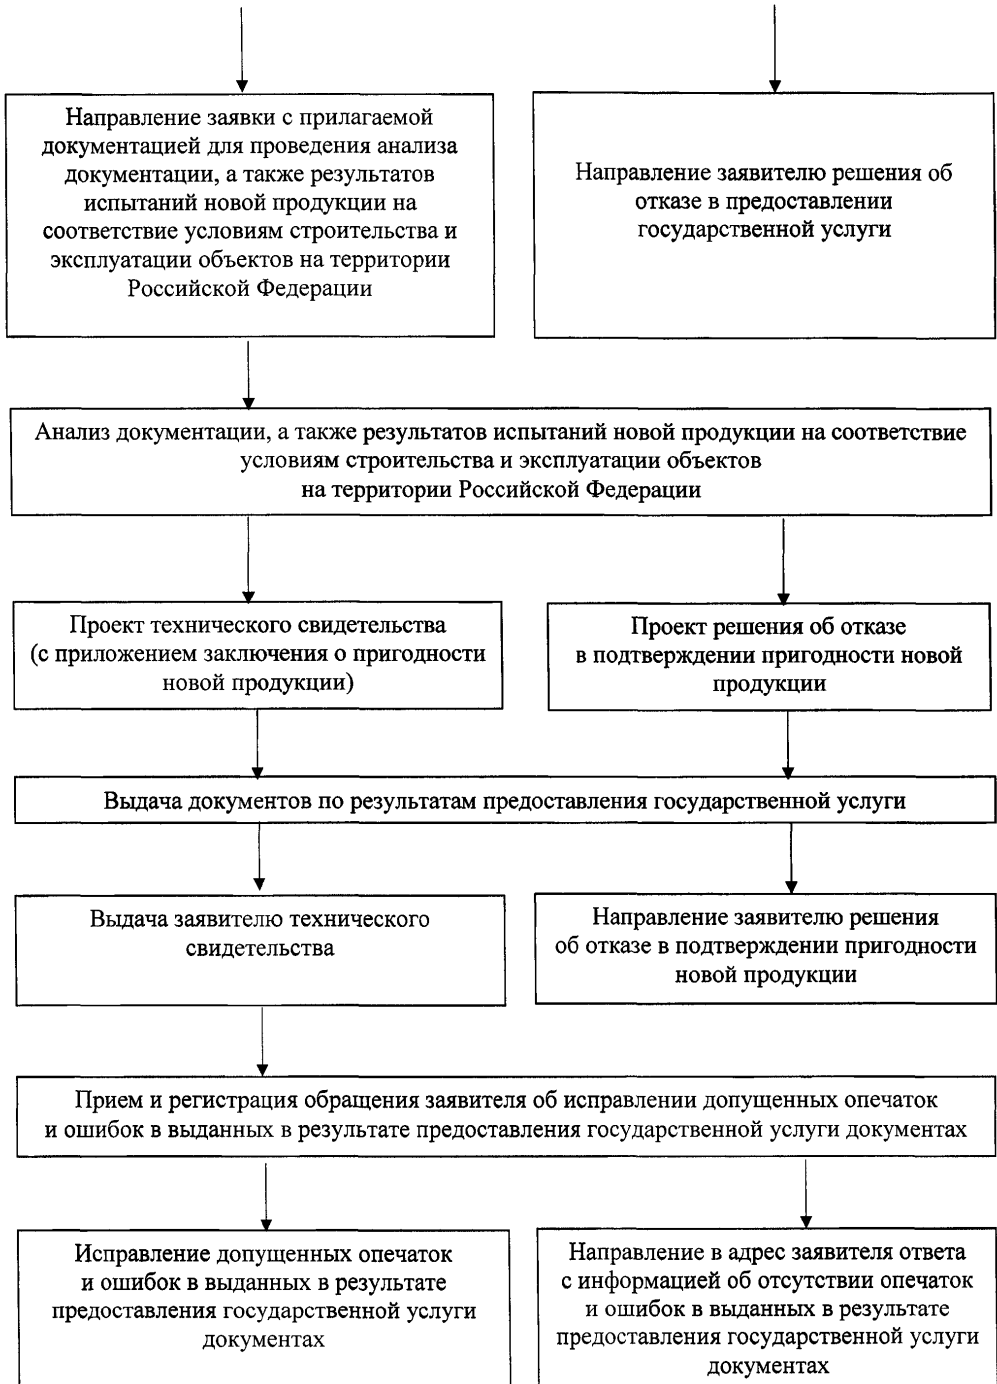 Направление заявки с прилагаемой
документацией для проведения анализа
документации, а также результатов
испытаний новой продукции на
соответствие условиям строительства и
эксплуатации объектов на территории
Российской Федерации
Направление заявителю решения об
отказе в предоставлении
государственной услуги
Анализ документации, а также результатов испытаний новой продукции на соответствие
условиям строительства и эксплуатации объектов
на территории Российской Федерации
Проект технического свидетельства
(с приложением заключения о пригодности
новой продукции)
Проект решения об отказе
в подтверждении пригодности новой
продукции
Выдача документов по результатам предоставления государственной услуги
Выдача заявителю технического
свидетельства
Направление заявителю решения
об отказе в подтверждении пригодности
новой продукции
Прием и регистрация обращения заявителя об исправлении допущенных опечаток
и ошибок в выданных в результате предоставления государственной услуги документах
Исправление допущенных опечаток
и ошибок в выданных в результате
предоставления государственной услуги
документах
Направление в адрес заявителя ответа
с информацией об отсутствии опечаток
и ошибок в выданных в результате
предоставления государственной услуги
документах